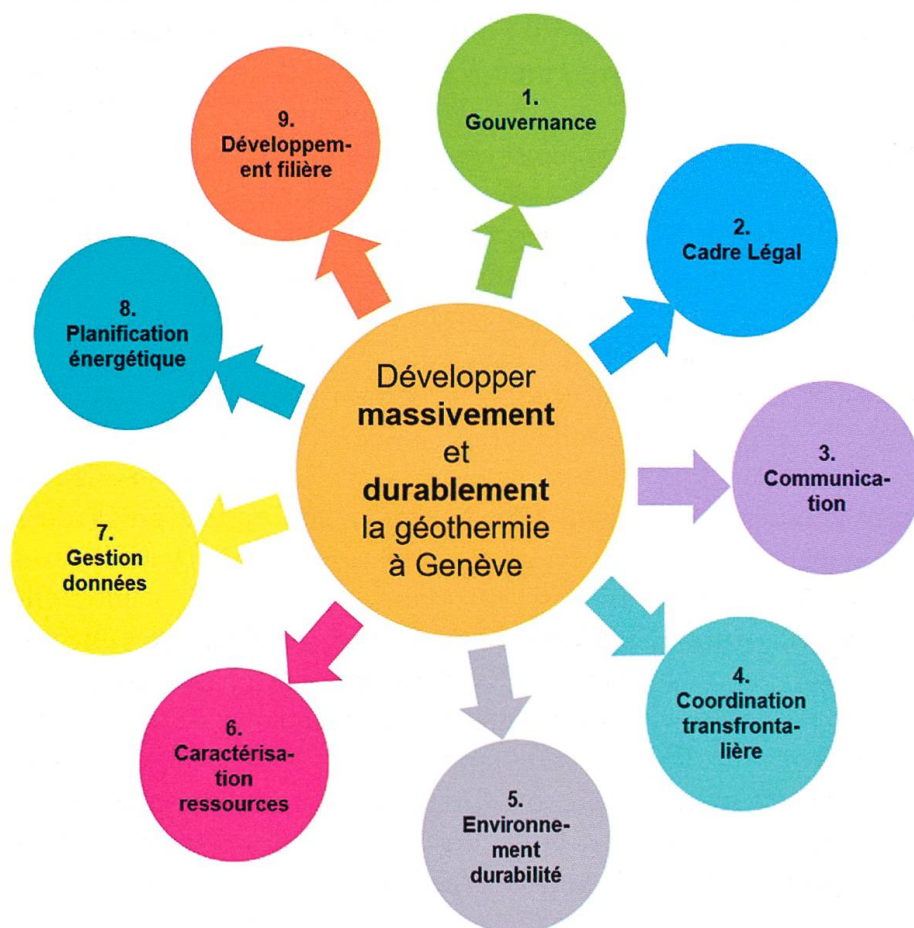 Développer
massivement
et
durablement
la géothermie
à Genève
1.
Gouvernance
2.
Cadre Légal
3.
Communica-
tion
4.
Coordination
transfronta-
lière
5.
Environne-
ment
durabilité
6.
Caractérisa-
tion
ressources
7.
Gestion
données
8.
Planification
énergétique
9.
Développem-
ent filière